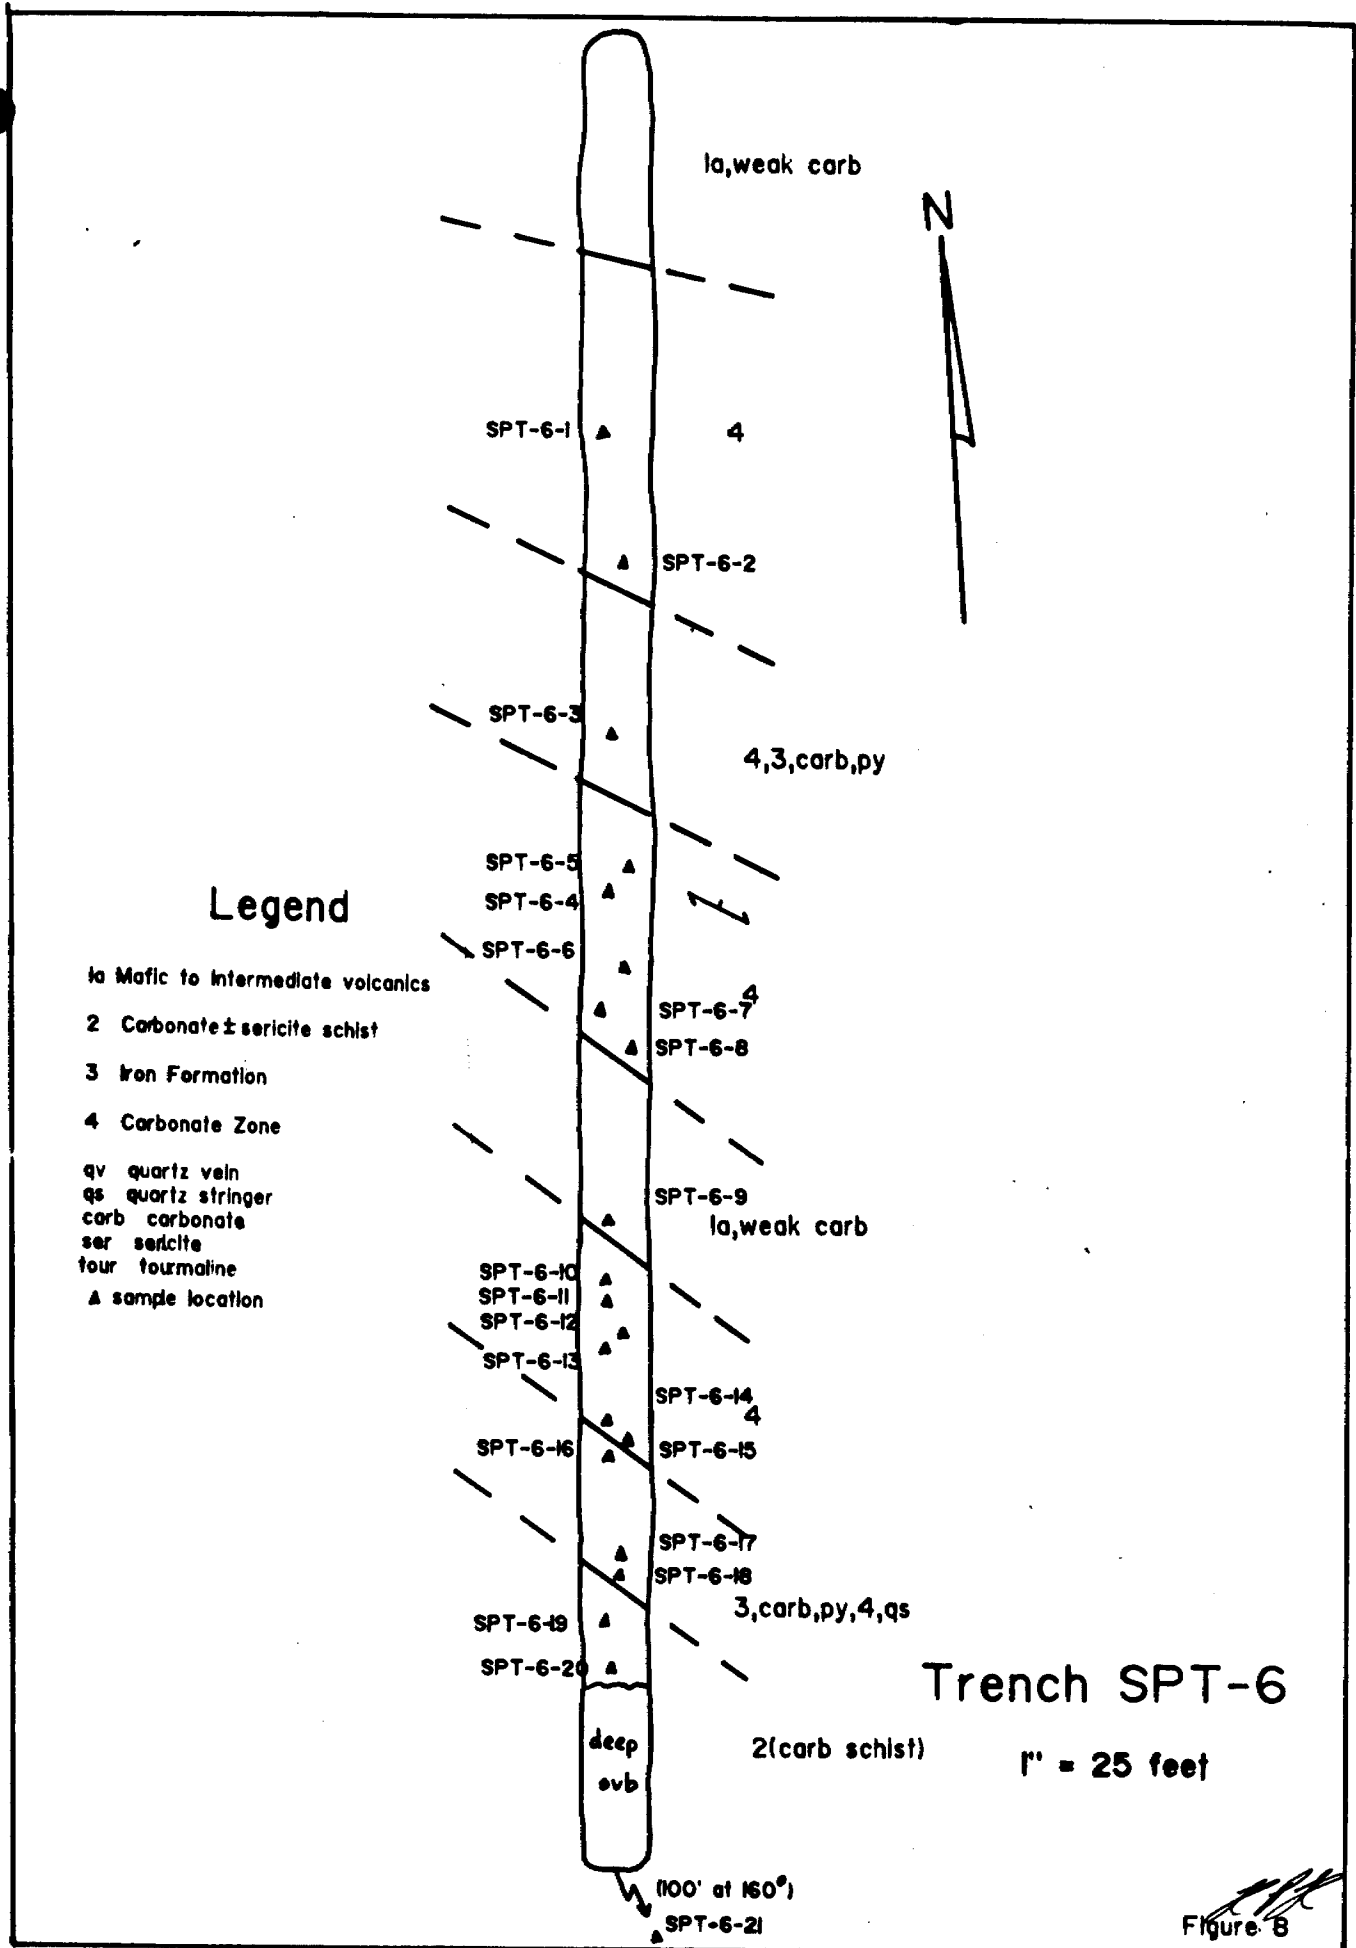 1a,weak carb
N
SPT-6-1
4
SPT-6-2
SPT-6-3
4,3,carb,py
SPT-6-5
SPT-6-4
SPT-6-6
4
SPT-6-7
SPT-6-8
Legend
1a Mafic to Intermediate volcanics
2 Carbonate ± sericite schist
3 Iron Formation
4 Carbonate Zone
qv quartz vein
qs quartz stringer
carb carbonate
ser sericite
tour tourmaline
▲ sample location
SPT-6-9
1a,weak carb
SPT-6-10
SPT-6-11
SPT-6-12
SPT-6-13
SPT-6-14
4
SPT-6-15
SPT-6-16
SPT-6-17
SPT-6-18
3,carb,py,4,qs
SPT-6-19
SPT-6-20
Trench SPT-6
1" = 25 feet
deep
ovb
2(carb schist)
(100' at 160°)
SPT-6-21
Figure 8